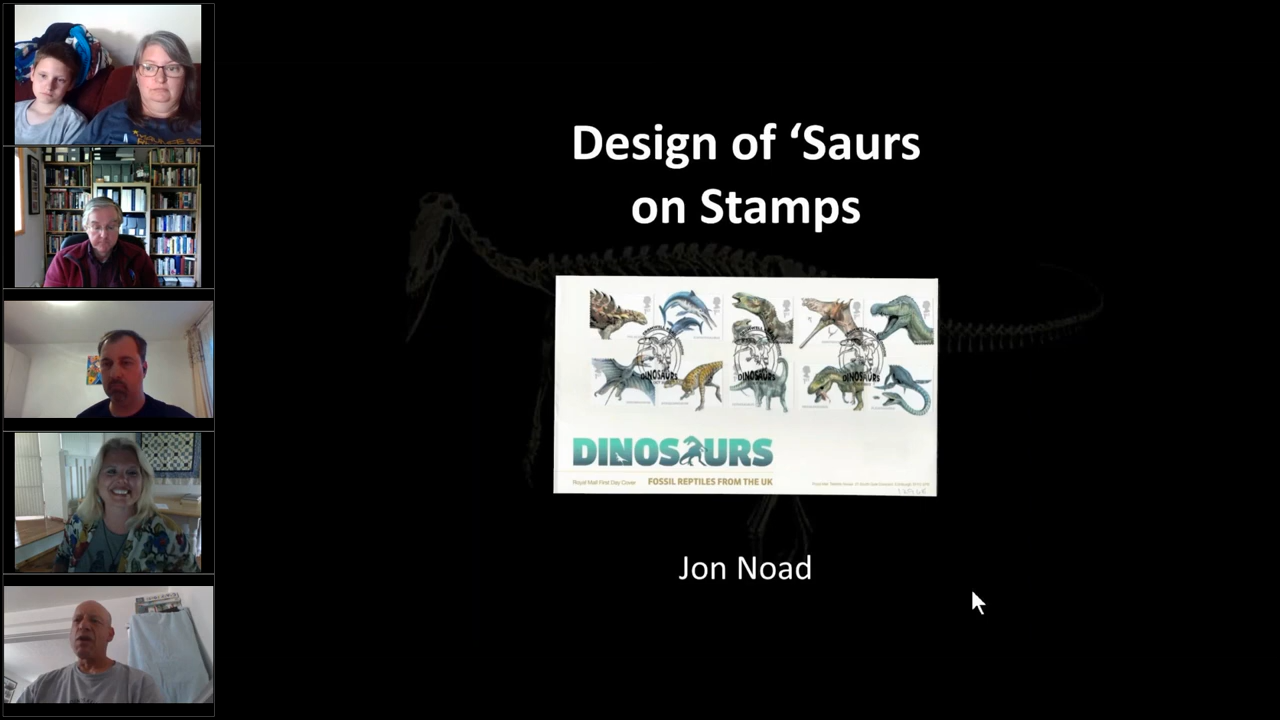 Design of ‘Saurs
on Stamps
DINOSAURS
DINOSAURS
DINOSAURS
DINOSAURS
Royal Mail First Day Cover
FOSSIL REPTILES FROM THE UK
Jon Noad